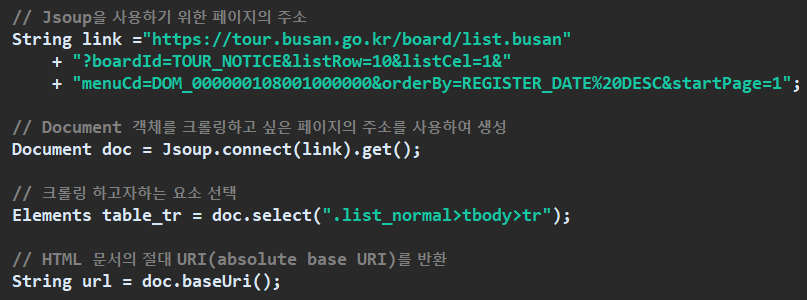 // Jsoup을 사용하기 위한 페이지의 주소
String link ="https://tour.busan.go.kr/board/list.busan"
+ "?boardId=TOUR_NOTICE&listRow=10&listCel=1&"
+ "menuCd=DOM_000000108001000000&orderBy=REGISTER_DATE%20DESC&startPage=1";
// Document 객체를 크롤링하고 싶은 페이지의 주소를 사용하여 생성
Document doc = Jsoup.connect(link).get();
// 크롤링 하고자하는 요소 선택
Elements table_tr = doc.select(".list_normal>tbody>tr");
// HTML 문서의 절대 URI(absolute base URI)를 반환
String url = doc.baseUri();